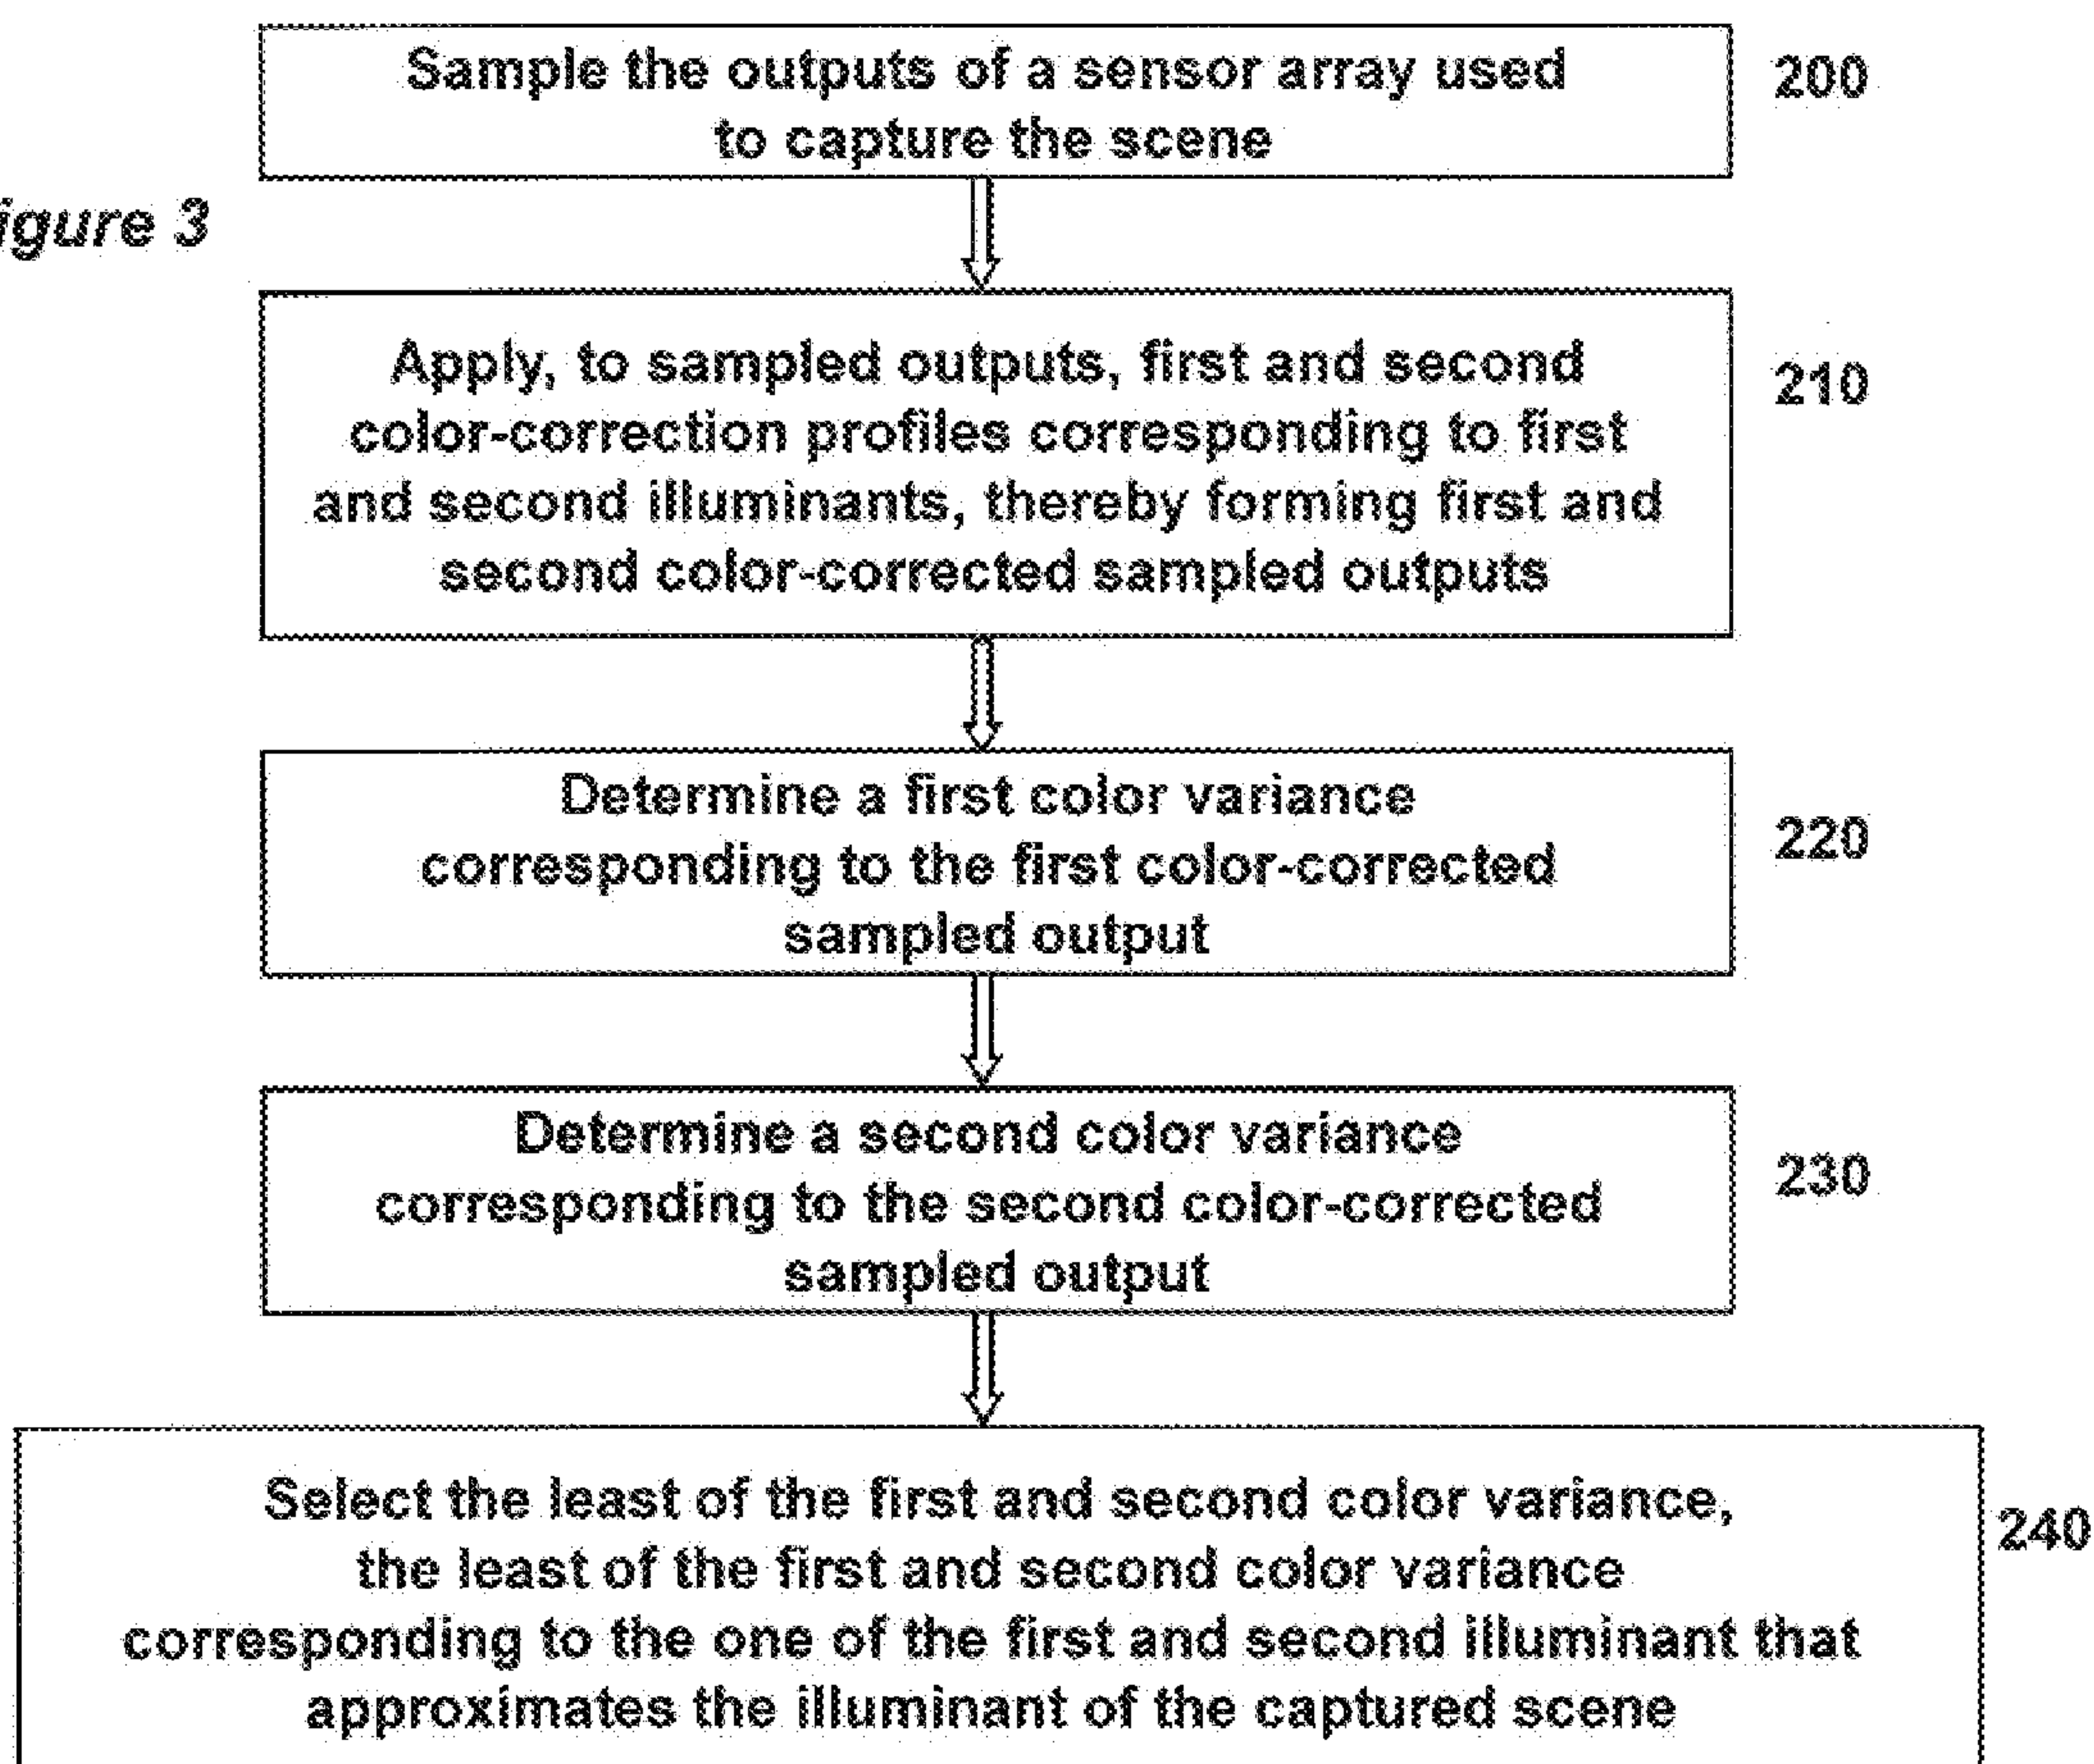 Sample the outputs of a sensor array used
to capture the scene
200
igure 3
Apply, to sampled outputs, first and second
color-correction profiles corresponding to first
and second illuminants, thereby forming first and
second color-corrected sampled outputs
210
Determine a first color variance
corresponding to the first color-corrected
sampled output
220
Determine a second color variance
corresponding to the second color-corrected
sampled output
230
Select the least of the first and second color variance,
the least of the first and second color variance
corresponding to the one of the first and second illuminant that
approximates the illuminant of the captured scene
240